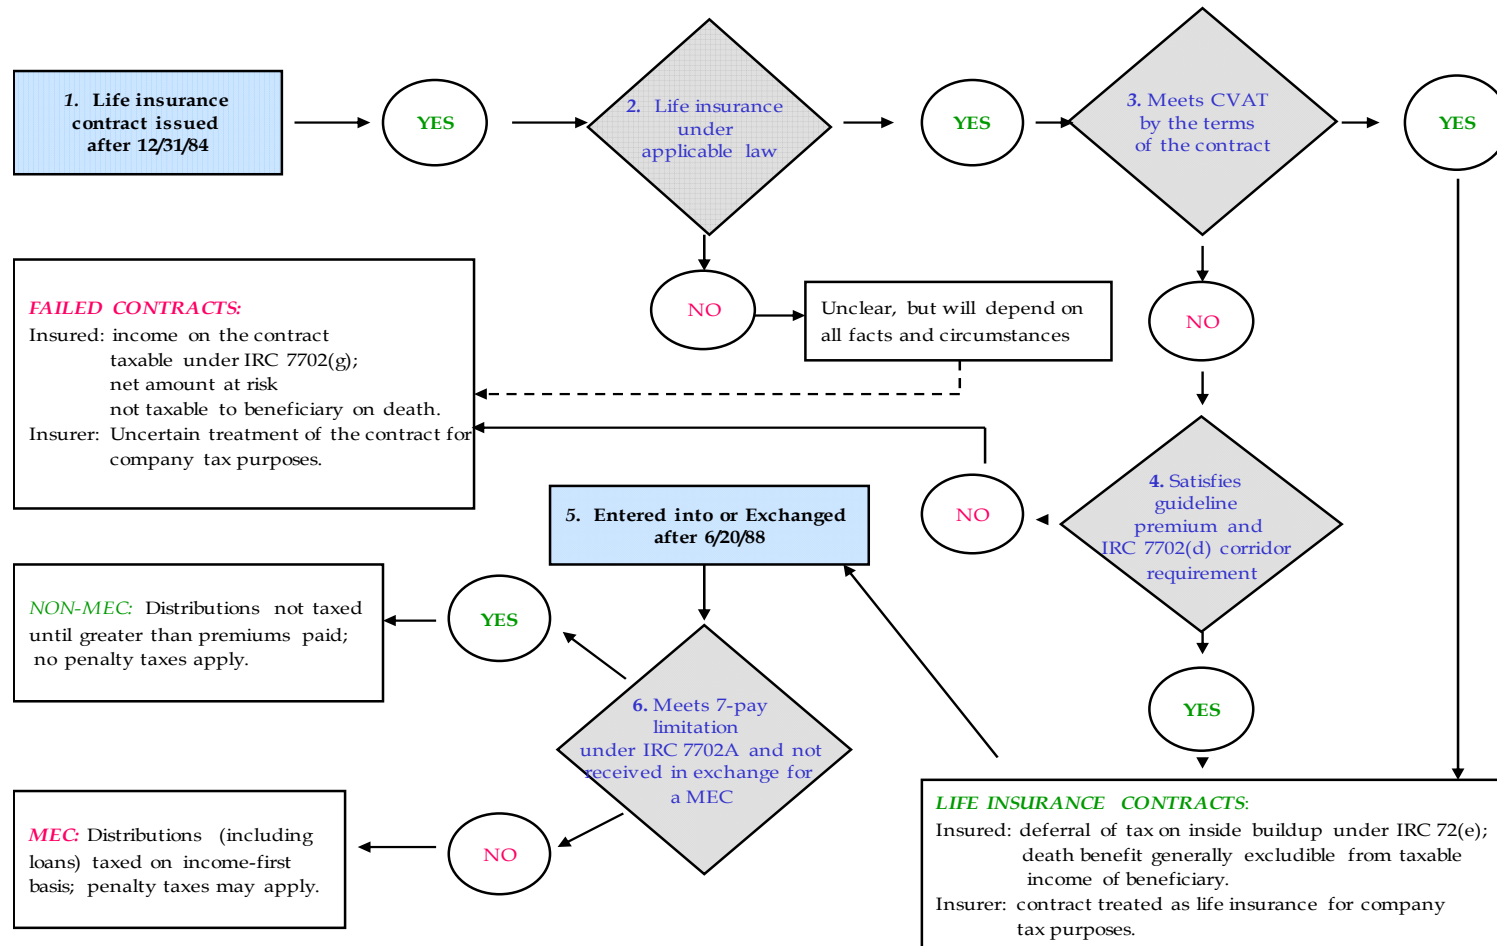 1. Life insurance
contract issued
after 12/31/84
YES
2. Life insurance
under
applicable law
YES
3. Meets CVAT
by the terms
of the contract
YES
FAILED CONTRACTS:
Insured: income on the contract
taxable under IRC 7702(g);
net amount at risk
not taxable to beneficiary on death.
Insurer: Uncertain treatment of the contract for
company tax purposes.
NO
Unclear, but will depend on
all facts and circumstances
NO
4. Satisfies
guideline
premium and
IRC 7702(d) corridor
requirement
NO
5. Entered into or Exchanged
after 6/20/88
NON-MEC: Distributions not taxed
until greater than premiums paid;
no penalty taxes apply.
YES
6. Meets 7-pay
limitation
under IRC 7702A and not
received in exchange for
a MEC
YES
MEC: Distributions (including
loans) taxed on income-first
basis; penalty taxes may apply.
NO
LIFE INSURANCE CONTRACTS:
Insured: deferral of tax on inside buildup under IRC 72(e);
death benefit generally excludible from taxable
income of beneficiary.
Insurer: contract treated as life insurance for company
tax purposes.